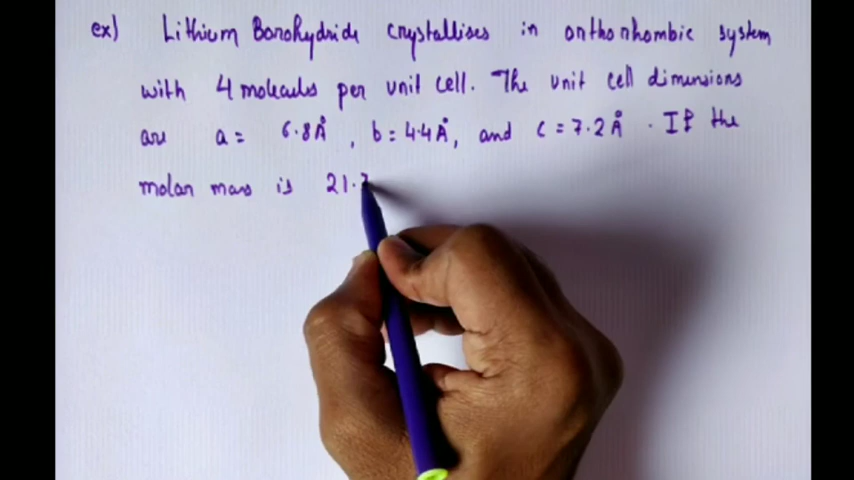 ex) Lithium Borohydride crystallises in orthorhombic system
with 4 molecules per unit cell. The unit cell dimensions
are a = 6.8Å, b = 4.4Å, and c = 7.2Å. If the
molar mass is 21.